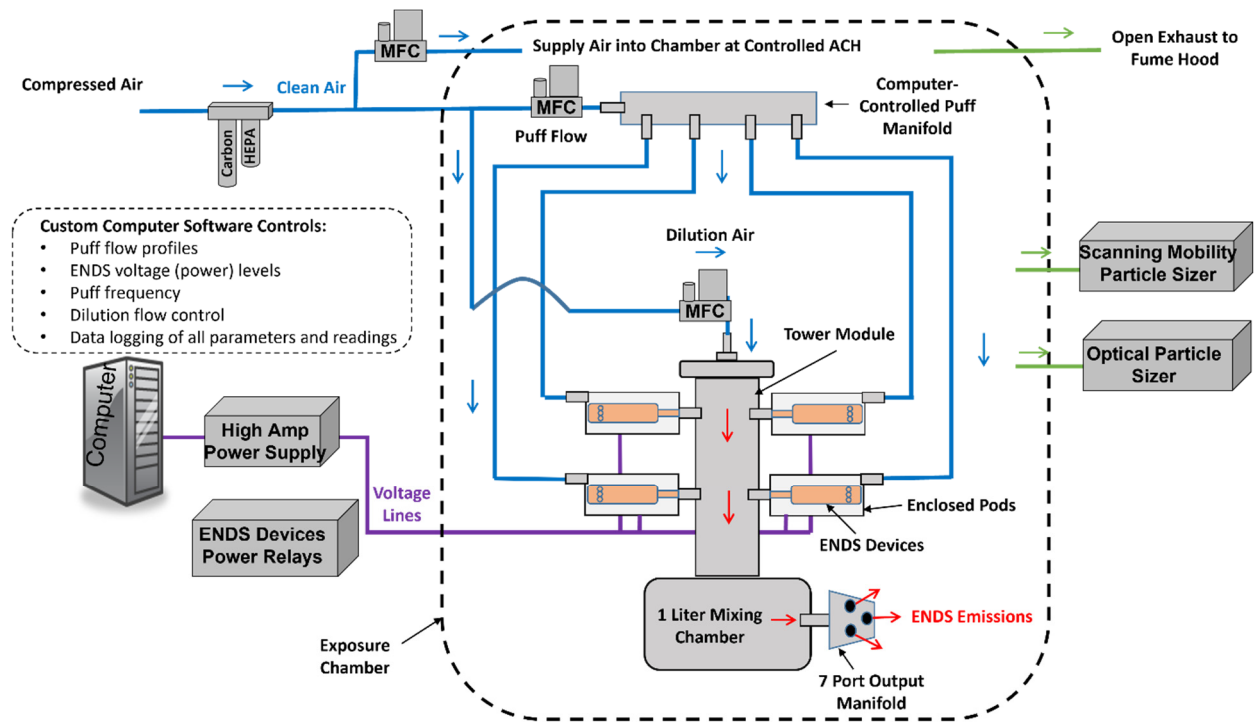 MFC
Supply Air into Chamber at Controlled ACH
Open Exhaust to
Fume Hood
Compressed Air
Clean Air
Carbon
HEPA
MFC
Puff Flow
Computer-
Controlled Puff
Manifold
Custom Computer Software Controls:
• Puff flow profiles
• ENDS voltage (power) levels
• Puff frequency
• Dilution flow control
• Data logging of all parameters and readings
Dilution Air
MFC
Tower Module
Scanning Mobility
Particle Sizer
Optical Particle
Sizer
Computer
High Amp
Power Supply
Voltage
Lines
ENDS Devices
Power Relays
Enclosed Pods
ENDS Devices
1 Liter Mixing
Chamber
ENDS Emissions
7 Port Output
Manifold
Exposure
Chamber